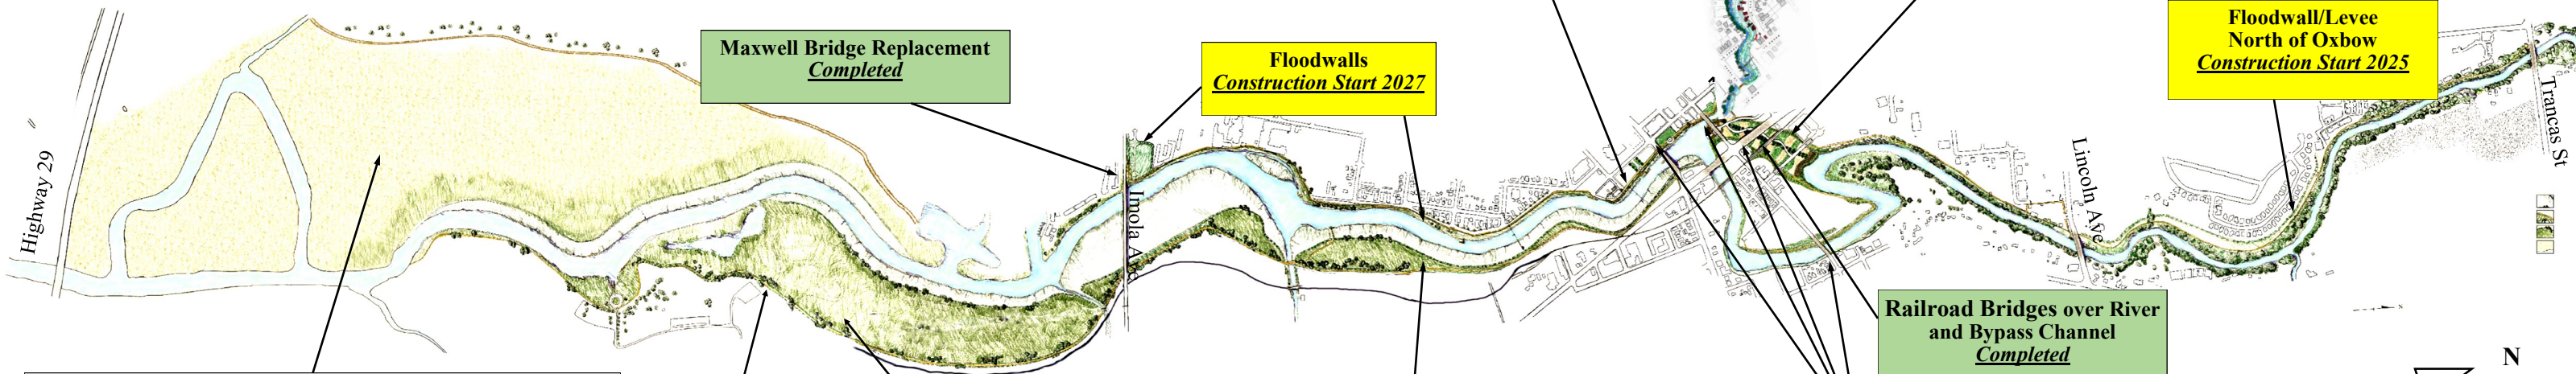 Maxwell Bridge Replacement
Completed
Floodwalls
Construction Start 2027
Floodwall/Levee
North of Oxbow
Construction Start 2025
Highway 29
Imola Ave
Lincoln Ave
Trancas St
Railroad Bridges over River
and Bypass Channel
Completed
N